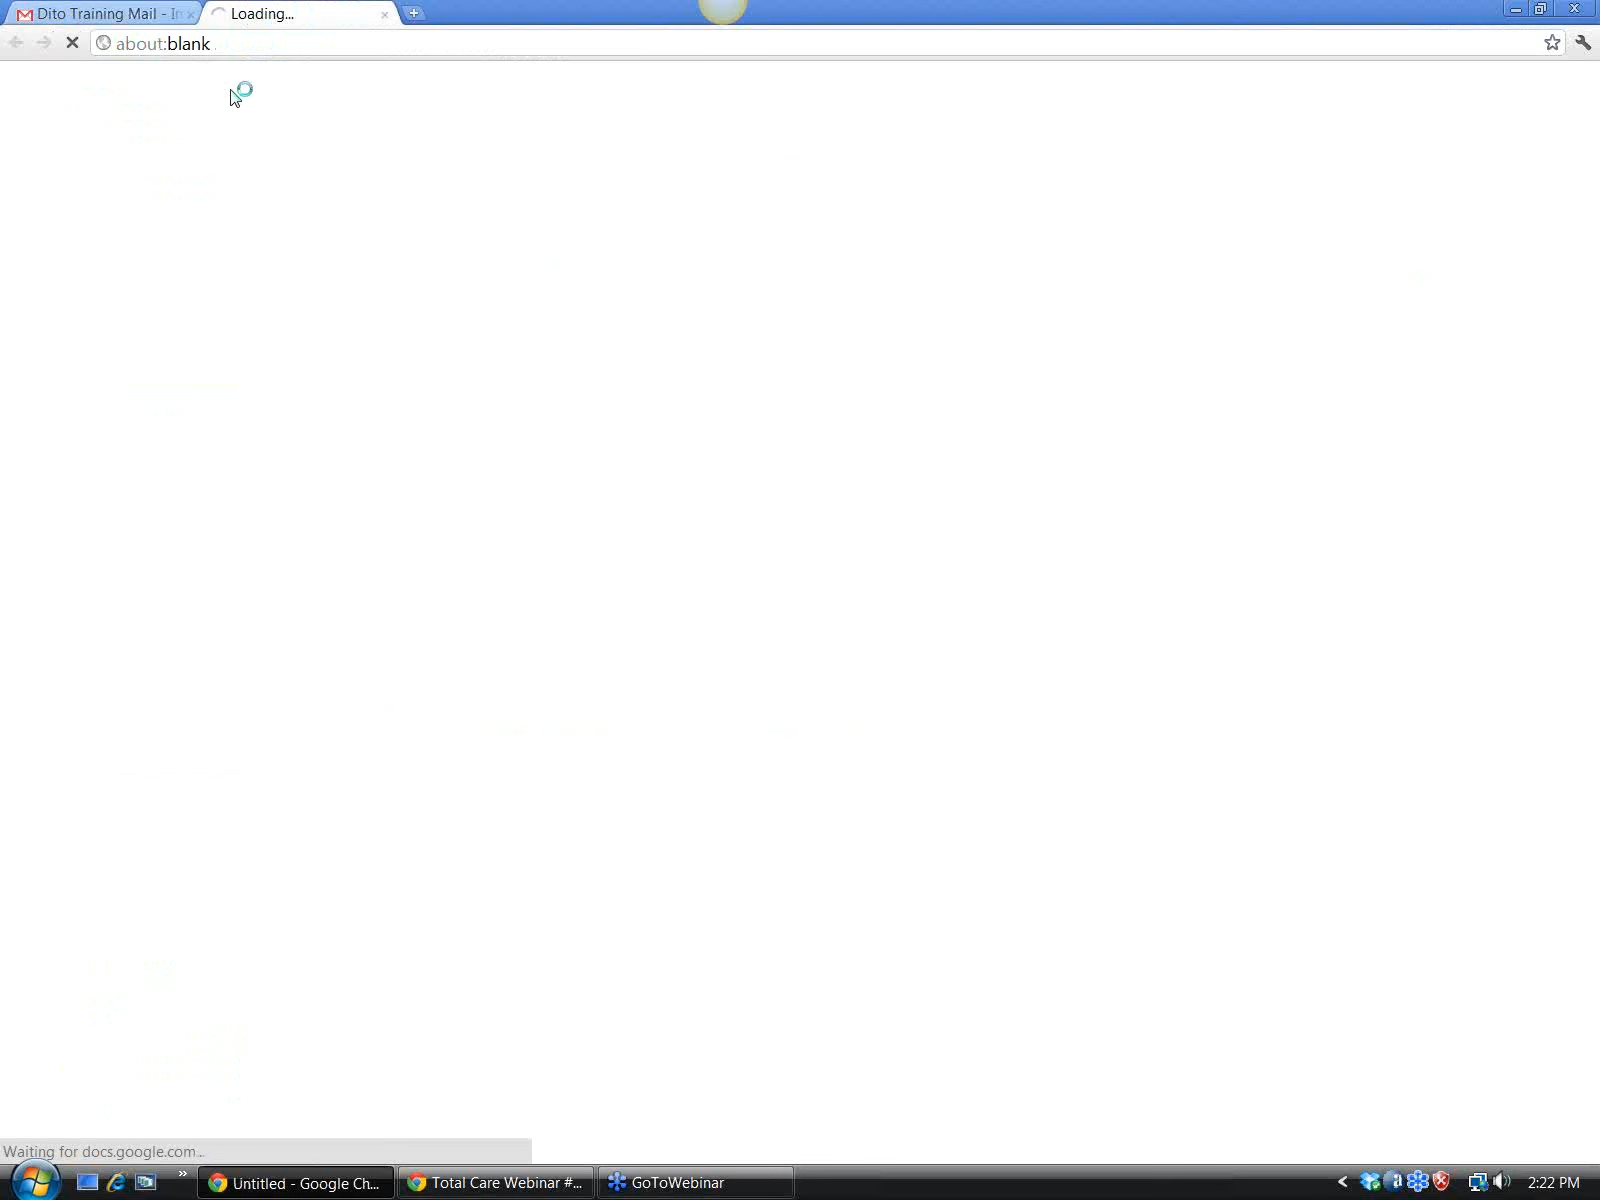 Dito Training Mail - In
Loading...
about:blank
Waiting for docs.google.com...
Untitled - Google Ch...
Total Care Webinar #...
GoToWebinar
2:22 PM